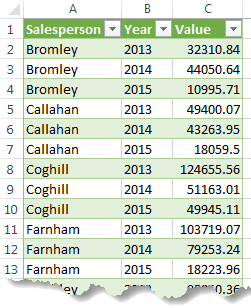 A B C
1 Salesperson Year Value
2 Bromley 2013 32310.84
3 Bromley 2014 44050.64
4 Bromley 2015 10995.71
5 Callahan 2013 49400.07
6 Callahan 2014 43263.95
7 Callahan 2015 18059.5
8 Coghill 2013 124655.56
9 Coghill 2014 51163.01
10 Coghill 2015 49945.11
11 Farnham 2013 103719.07
12 Farnham 2014 79253.24
13 Farnham 2015 18223.96